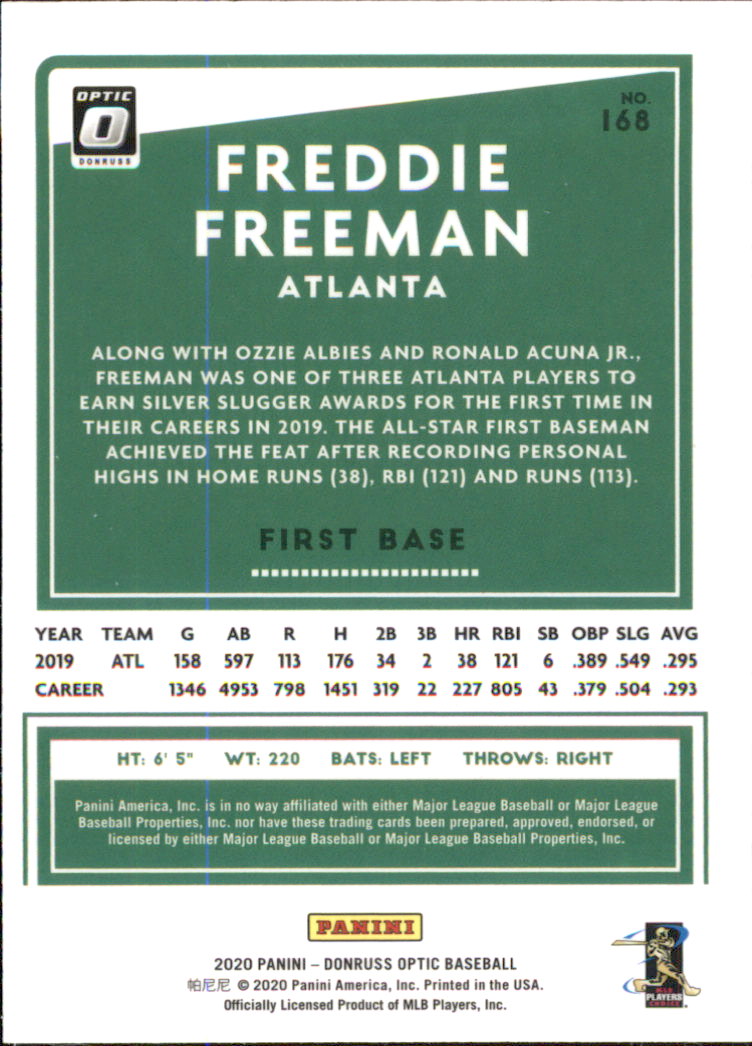 OPTIC
O
DONRUSS
NO.
168
FREDDIE
FREEMAN
ATLANTA
ALONG WITH OZZIE ALBIES AND RONALD ACUNA JR.,
FREEMAN WAS ONE OF THREE ATLANTA PLAYERS TO
EARN SILVER SLUGGER AWARDS FOR THE FIRST TIME IN
THEIR CAREERS IN 2019. THE ALL-STAR FIRST BASEMAN
ACHIEVED THE FEAT AFTER RECORDING PERSONAL
HIGHS IN HOME RUNS (38), RBI (121) AND RUNS (113).
FIRST BASE
YEAR TEAM G AB R H 2B 3B HR RBI SB OBP SLG AVG
2019 ATL 158 597 113 176 34 2 38 121 6 .389 .549 .295
CAREER 1346 4953 798 1451 319 22 227 805 43 .379 .504 .293
HT: 6' 5" WT: 220 BATS: LEFT THROWS: RIGHT
Panini America, Inc. is in no way affiliated with either Major League Baseball or Major League
Baseball Properties, Inc. nor have these trading cards been prepared, approved, endorsed, or
licensed by either Major League Baseball or Major League Baseball Properties, Inc.
PANINI
2020 PANINI – DONRUSS OPTIC BASEBALL
帕尼尼 © 2020 Panini America, Inc. Printed in the USA.
Officially Licensed Product of MLB Players, Inc.
MLB
PLAYERS
CHOICE